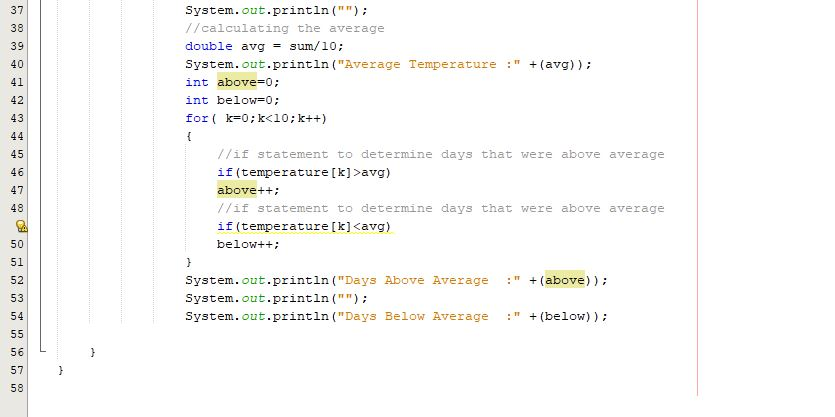 37 System.out.println("");
38 //calculating the average
39 double avg = sum/10;
40 System.out.println("Average Temperature :" +(avg));
41 int above=0;
42 int below=0;
43 for( k=0;k<10;k++)
44 {
45 //if statement to determine days that were above average
46 if(temperature[k]>avg)
47 above++;
48 //if statement to determine days that were above average
if(temperature[k]<avg)
50 below++;
51 }
52 System.out.println("Days Above Average  :" +(above));
53 System.out.println("");
54 System.out.println("Days Below Average  :" +(below));
55
56 }
57 }
58